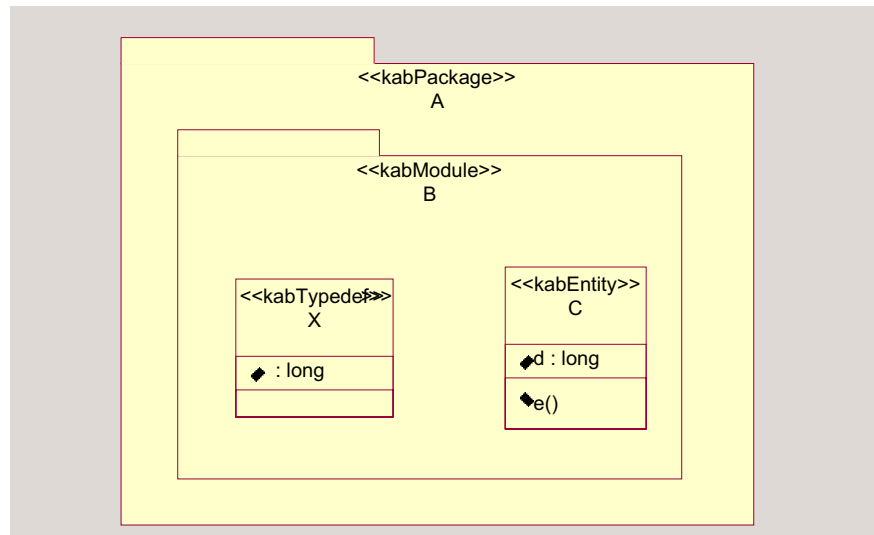 <<kabPackage>>
A
<<kabModule>>
B
<<kabTypedef>>
X
: long
<<kabEntity>>
C
d : long
e()